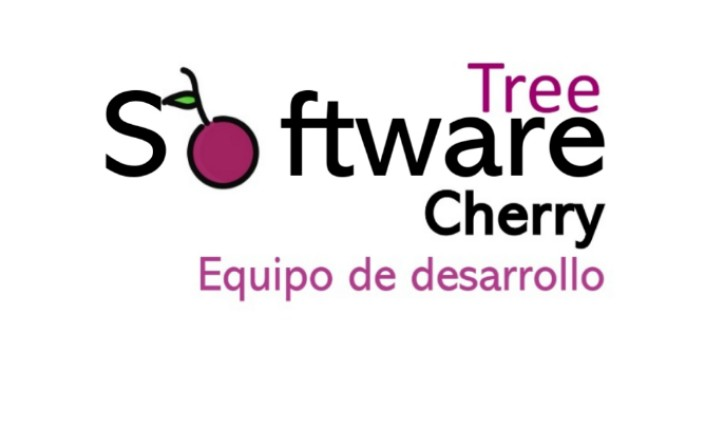 Tree
Software
Cherry
Equipo de desarrollo